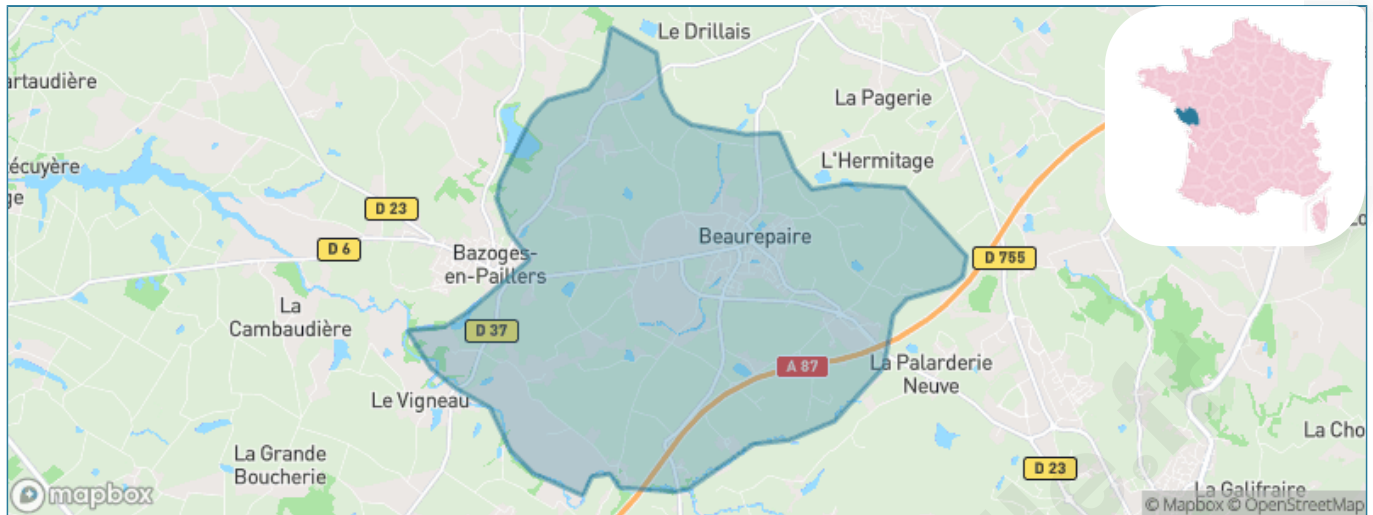 Le Drillais
artaudière
La Pagerie
L'Hermitage
écuyère
ge
D 23
Beaurepaire
D 6
Bazoges-
en-Paillers
D 755
La
Cambaudière
D 37
A 87
La Palarderie
Neuve
Le Vigneau
La Cho
La Grande
Boucherie
D 23
La Galifraire
mapbox
© Mapbox © OpenStreetMap